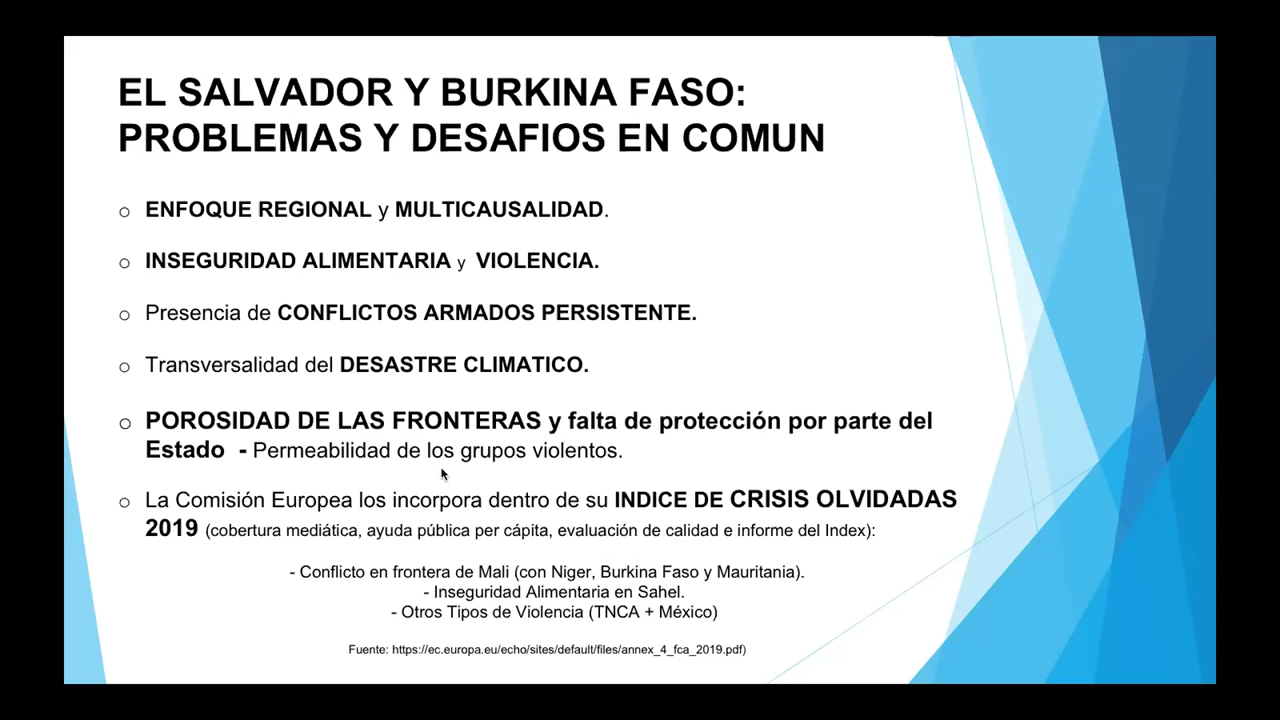 EL SALVADOR Y BURKINA FASO:
PROBLEMAS Y DESAFIOS EN COMUN
o ENFOQUE REGIONAL y MULTICAUSALIDAD.
o INSEGURIDAD ALIMENTARIA y VIOLENCIA.
o Presencia de CONFLICTOS ARMADOS PERSISTENTE.
o Transversalidad del DESASTRE CLIMATICO.
o POROSIDAD DE LAS FRONTERAS y falta de protección por parte del
Estado - Permeabilidad de los grupos violentos.
o La Comisión Europea los incorpora dentro de su INDICE DE CRISIS OLVIDADAS
2019 (cobertura mediática, ayuda pública per cápita, evaluación de calidad e informe del Index):
- Conflicto en frontera de Mali (con Niger, Burkina Faso y Mauritania).
- Inseguridad Alimentaria en Sahel.
- Otros Tipos de Violencia (TNCA + México)
Fuente: https://ec.europa.eu/echo/sites/default/files/annex_4_fca_2019.pdf)